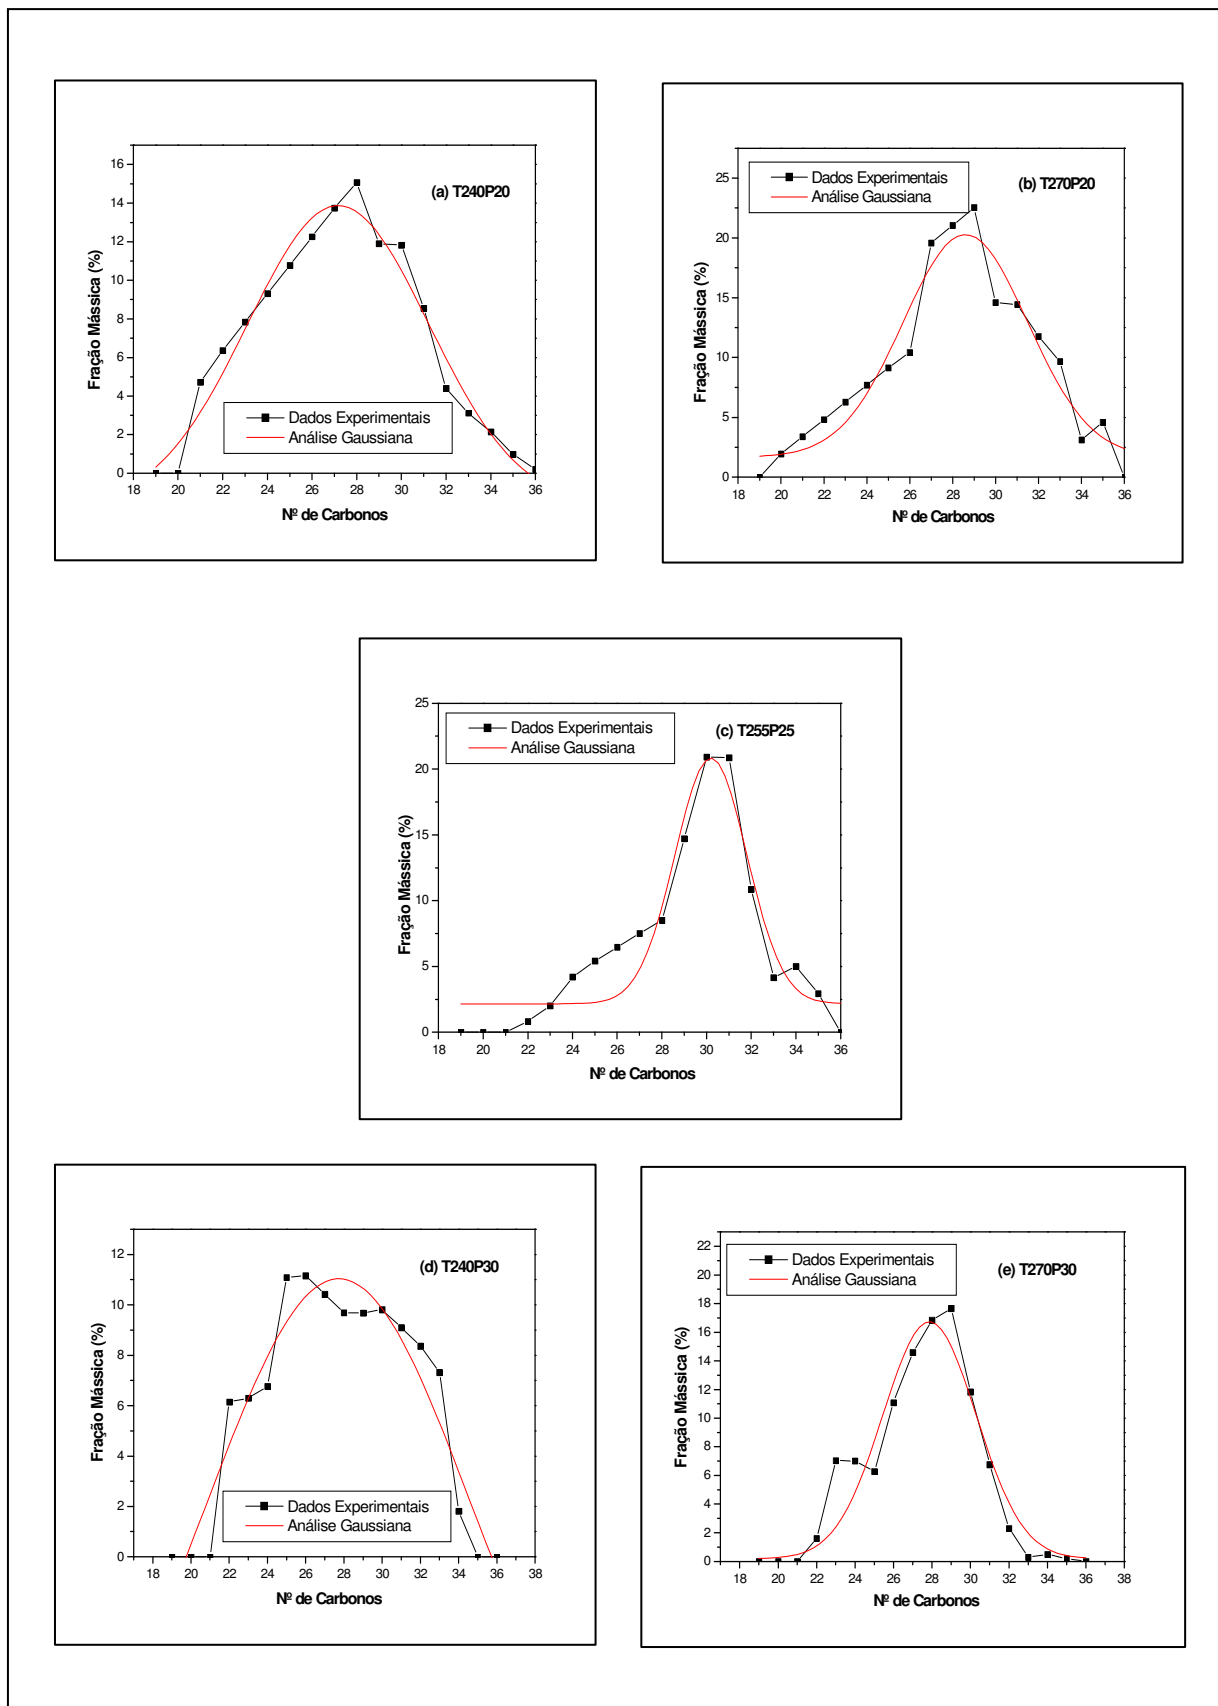 16
14
12
10
8
6
4
2
0
Fração Mássica (%)
(a) T240P20
Dados Experimentais
Análise Gaussiana
18 20 22 24 26 28 30 32 34 36
Nº de Carbonos
25
20
15
10
5
0
Fração Mássica (%)
Dados Experimentais
Análise Gaussiana
(b) T270P20
18 20 22 24 26 28 30 32 34 36
Nº de Carbonos
25
20
15
10
5
0
Fração Mássica (%)
Dados Experimentais
Análise Gaussiana
(c) T255P25
18 20 22 24 26 28 30 32 34 36
Nº de Carbonos
12
10
8
6
4
2
0
Fração Mássica (%)
(d) T240P30
Dados Experimentais
Análise Gaussiana
18 20 22 24 26 28 30 32 34 36 38
Nº de Carbonos
22
20
18
16
14
12
10
8
6
4
2
0
Fração Mássica (%)
Dados Experimentais
Análise Gaussiana
(e) T270P30
18 20 22 24 26 28 30 32 34 36 38
Nº de Carbonos